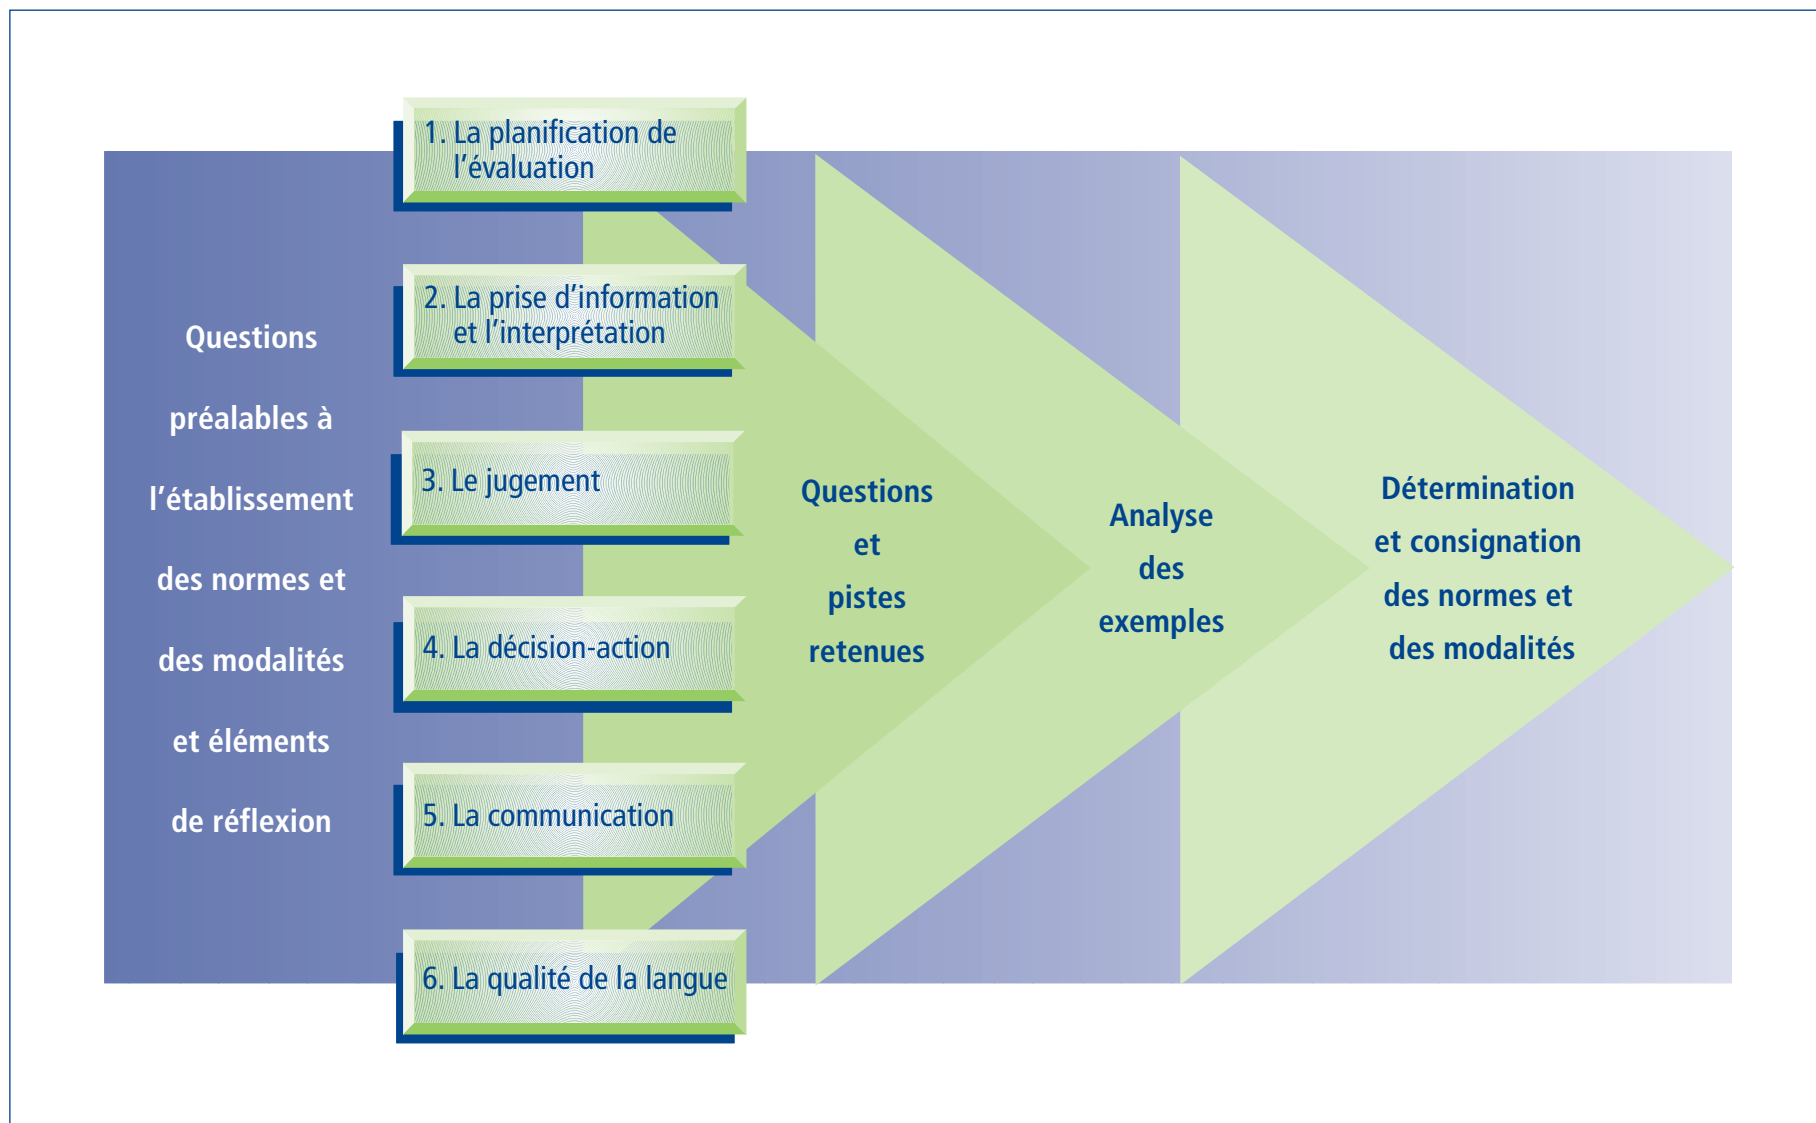 Questions
préalables à
l'établissement
des normes et
des modalités
et éléments
de réflexion
1. La planification de
l'évaluation
2. La prise d'information
et l'interprétation
3. Le jugement
4. La décision-action
5. La communication
6. La qualité de la langue
Questions
et
pistes
retenues
Analyse
des
exemples
Détermination
et consignation
des normes et
des modalités